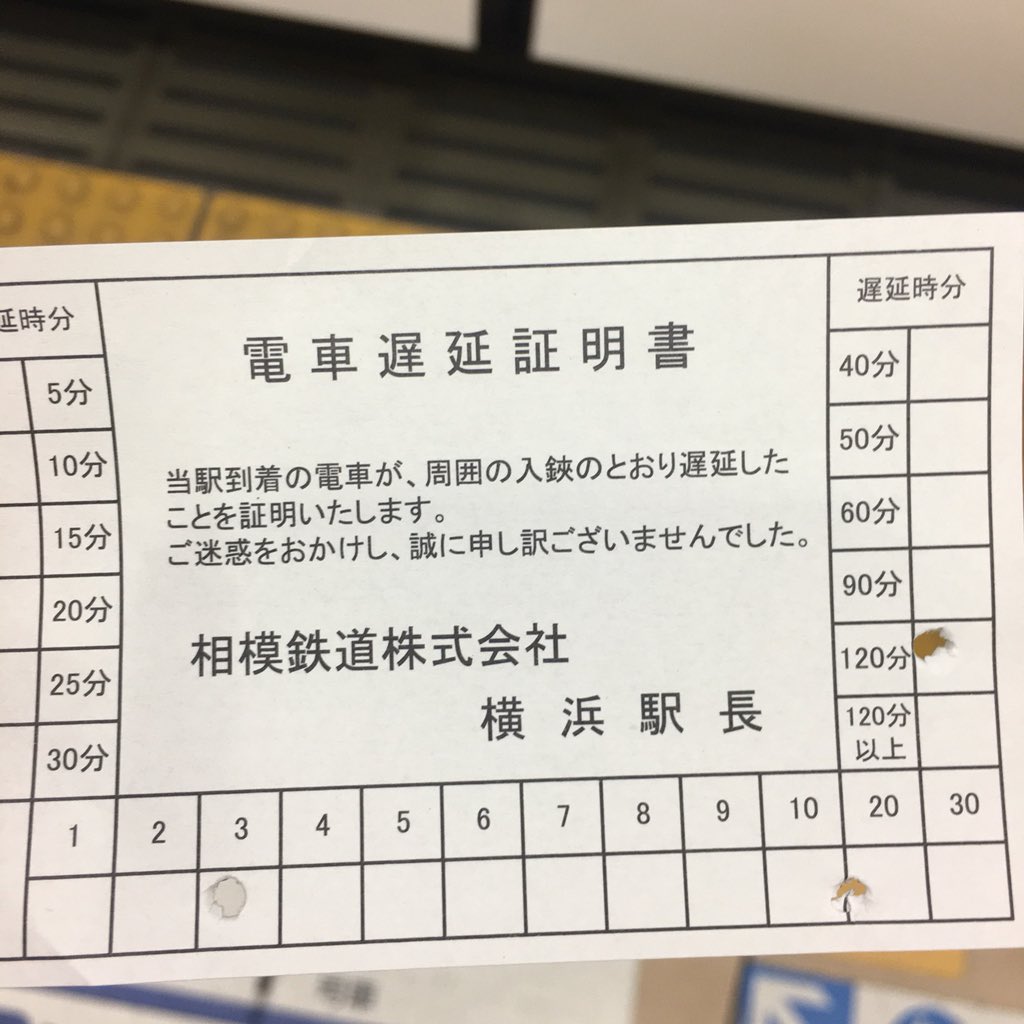 延時分
5分
10分
15分
20分
25分
30分
電車遅延証明書
当駅到着の電車が、周囲の入鋏のとおり遅延した
ことを証明いたします。
ご迷惑をおかけし、誠に申し訳ございませんでした。
相模鉄道株式会社
横浜駅長
遅延時分
40分
50分
60分
90分
120分
120分
以上
1 2 3 4 5 6 7 8 9 10 20 30